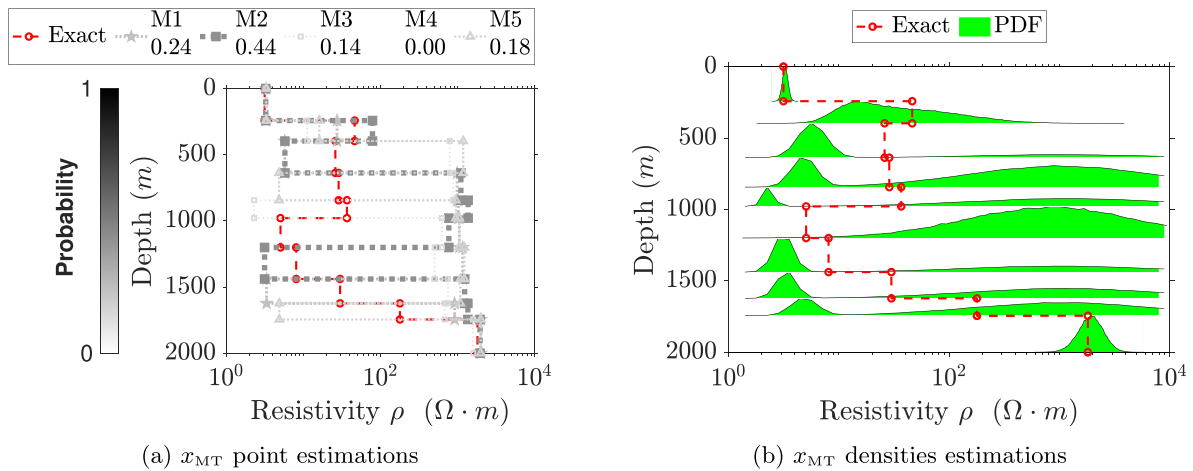 Exact M1 M2 M3 M4 M5
0.24 0.44 0.14 0.00 0.18
Exact PDF
1
Probability
0
0
500
1000
1500
2000
Depth (m)
10^0 10^2 10^4
Resistivity ρ (Ω · m)
(a) x_MT point estimations
0
500
1000
1500
2000
Depth (m)
10^0 10^2 10^4
Resistivity ρ (Ω · m)
(b) x_MT densities estimations